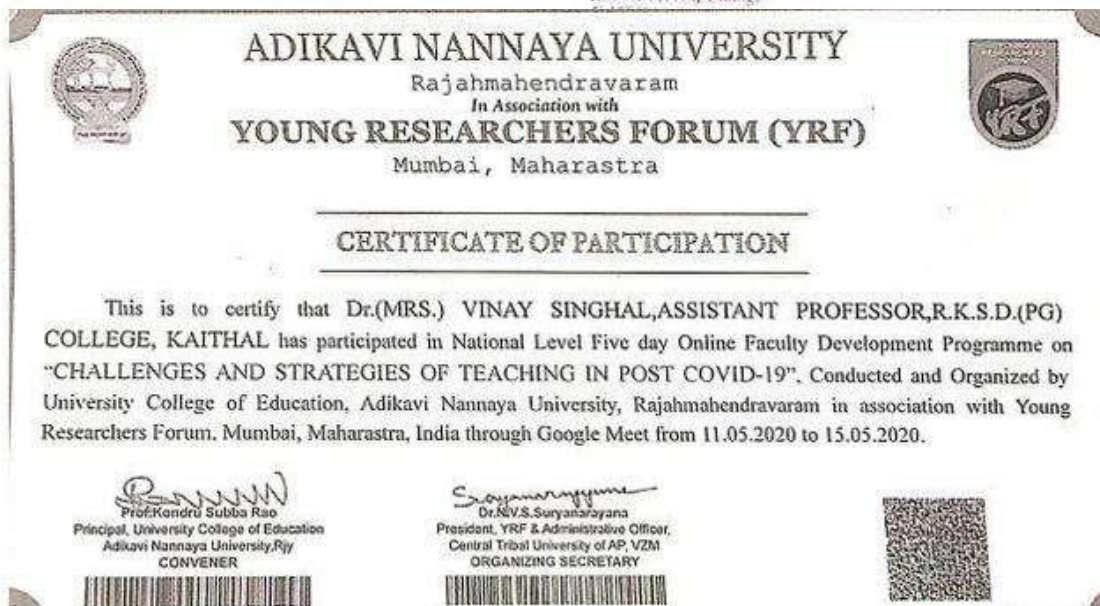 ADIKAVI NANNAYA UNIVERSITY
Rajahmahendravaram
In Association with
YOUNG RESEARCHERS FORUM (YRF)
Mumbai, Maharastra
CERTIFICATE OF PARTICIPATION
This is to certify that Dr.(MRS.) VINAY SINGHAL,ASSISTANT PROFESSOR,R.K.S.D.(PG)
COLLEGE, KAITHAL has participated in National Level Five day Online Faculty Development Programme on
“CHALLENGES AND STRATEGIES OF TEACHING IN POST COVID-19”. Conducted and Organized by
University College of Education, Adikavi Nannaya University, Rajahmahendravaram in association with Young
Researchers Forum. Mumbai, Maharastra, India through Google Meet from 11.05.2020 to 15.05.2020.
Prof.Kandru Subba Rao
Principal, University College of Education
Adikavi Nannaya University,Rjy
CONVENER
Dr.N.V.S.Suryanarayana
President, YRF & Administrative Officer,
Central Tribal University of AP, VZM
ORGANIZING SECRETARY